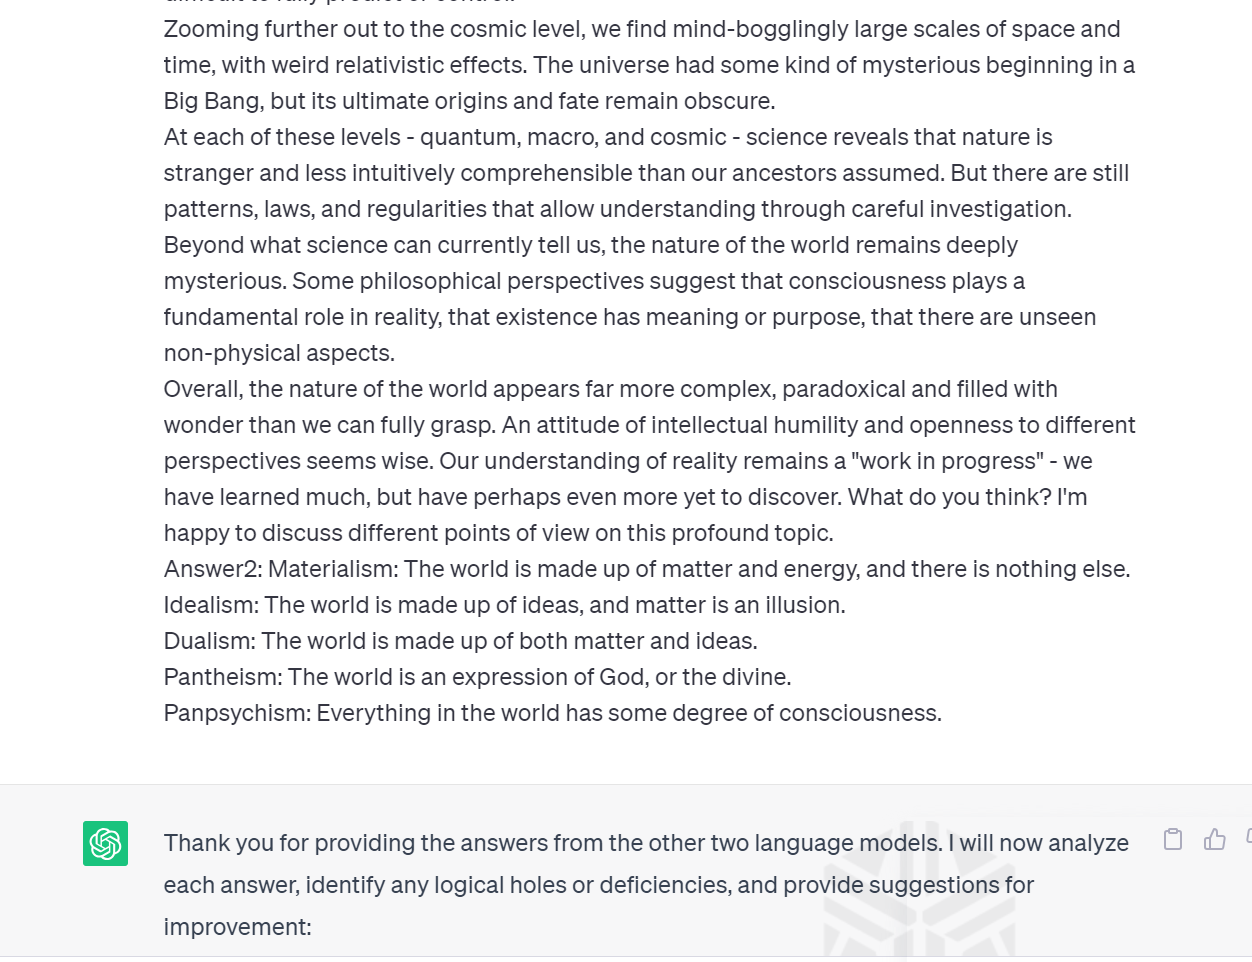 difficult to fully predict or control.
Zooming further out to the cosmic level, we find mind-bogglingly large scales of space and
time, with weird relativistic effects. The universe had some kind of mysterious beginning in a
Big Bang, but its ultimate origins and fate remain obscure.
At each of these levels - quantum, macro, and cosmic - science reveals that nature is
stranger and less intuitively comprehensible than our ancestors assumed. But there are still
patterns, laws, and regularities that allow understanding through careful investigation.
Beyond what science can currently tell us, the nature of the world remains deeply
mysterious. Some philosophical perspectives suggest that consciousness plays a
fundamental role in reality, that existence has meaning or purpose, that there are unseen
non-physical aspects.
Overall, the nature of the world appears far more complex, paradoxical and filled with
wonder than we can fully grasp. An attitude of intellectual humility and openness to different
perspectives seems wise. Our understanding of reality remains a "work in progress" - we
have learned much, but have perhaps even more yet to discover. What do you think? I'm
happy to discuss different points of view on this profound topic.
Answer2: Materialism: The world is made up of matter and energy, and there is nothing else.
Idealism: The world is made up of ideas, and matter is an illusion.
Dualism: The world is made up of both matter and ideas.
Pantheism: The world is an expression of God, or the divine.
Panpsychism: Everything in the world has some degree of consciousness.
Thank you for providing the answers from the other two language models. I will now analyze
each answer, identify any logical holes or deficiencies, and provide suggestions for
improvement: